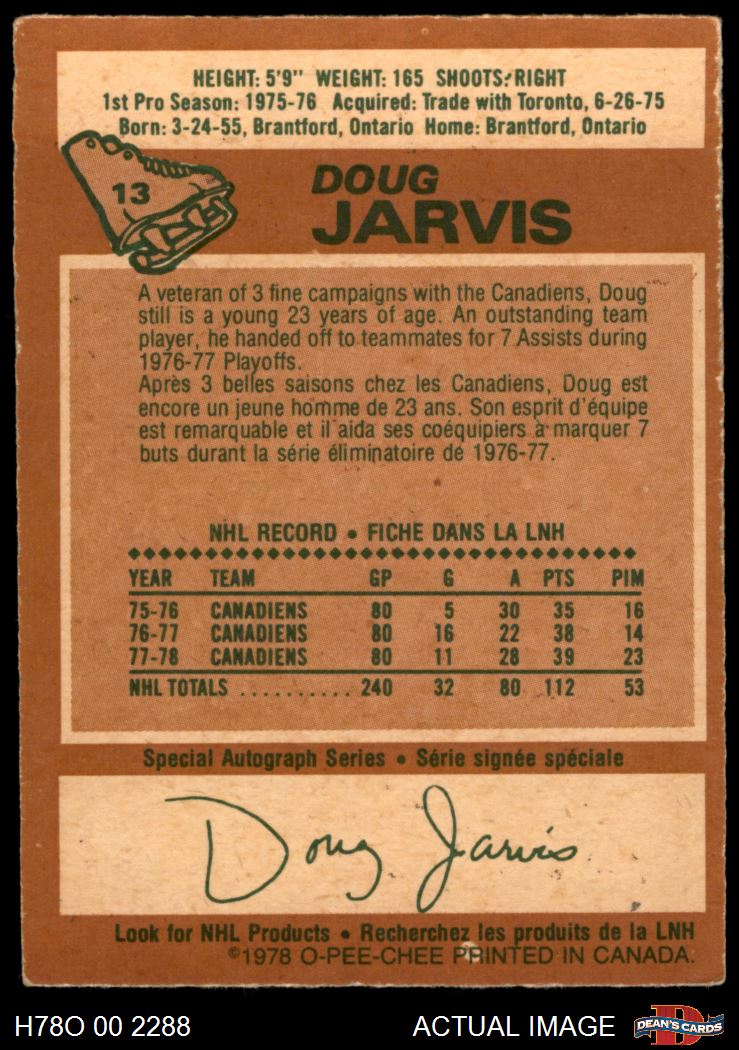 HEIGHT: 5'9" WEIGHT: 165 SHOOTS: RIGHT
1st Pro Season: 1975-76 Acquired: Trade with Toronto, 6-26-75
Born: 3-24-55, Brantford, Ontario Home: Brantford, Ontario
13
DOUG
JARVIS
A veteran of 3 fine campaigns with the Canadiens, Doug
still is a young 23 years of age. An outstanding team
player, he handed off to teammates for 7 Assists during
1976-77 Playoffs.
Après 3 belles saisons chez les Canadiens, Doug est
encore un jeune homme de 23 ans. Son esprit d'équipe
est remarquable et il aida ses coéquipiers à marquer 7
buts durant la série éliminatoire de 1976-77.
NHL RECORD • FICHE DANS LA LNH
YEAR TEAM GP G A PTS PIM
75-76 CANADIENS 80 5 30 35 16
76-77 CANADIENS 80 16 22 38 14
77-78 CANADIENS 80 11 28 39 23
NHL TOTALS .......... 240 32 80 112 53
Special Autograph Series • Série signée spéciale
Doug Jarvis
Look for NHL Products • Recherchez les produits de la LNH
©1978 O-PEE-CHEE PRINTED IN CANADA.
H78O 00 2288 ACTUAL IMAGE DEAN'S CARDS